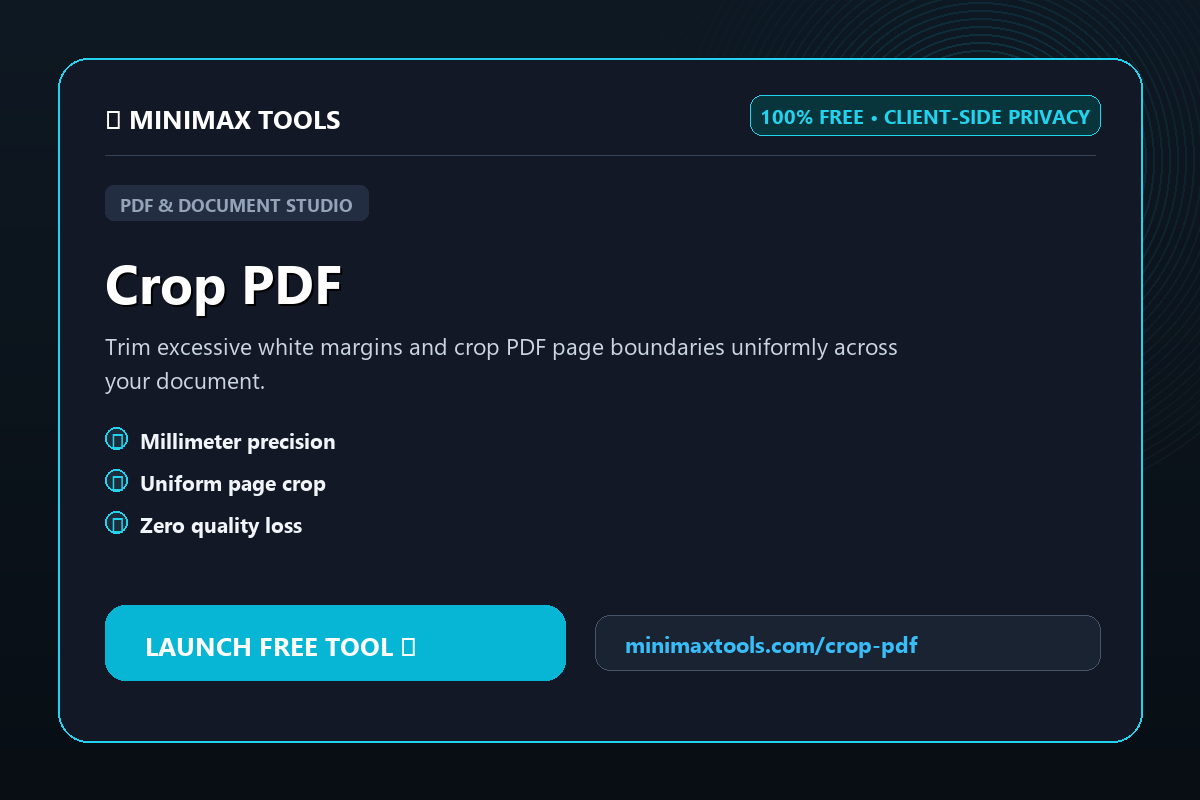 MINIMAX TOOLS
100% FREE • CLIENT-SIDE PRIVACY
PDF & DOCUMENT STUDIO
Crop PDF
Trim excessive white margins and crop PDF page boundaries uniformly across
your document.
Millimeter precision
Uniform page crop
Zero quality loss
LAUNCH FREE TOOL
minimaxtools.com/crop-pdf